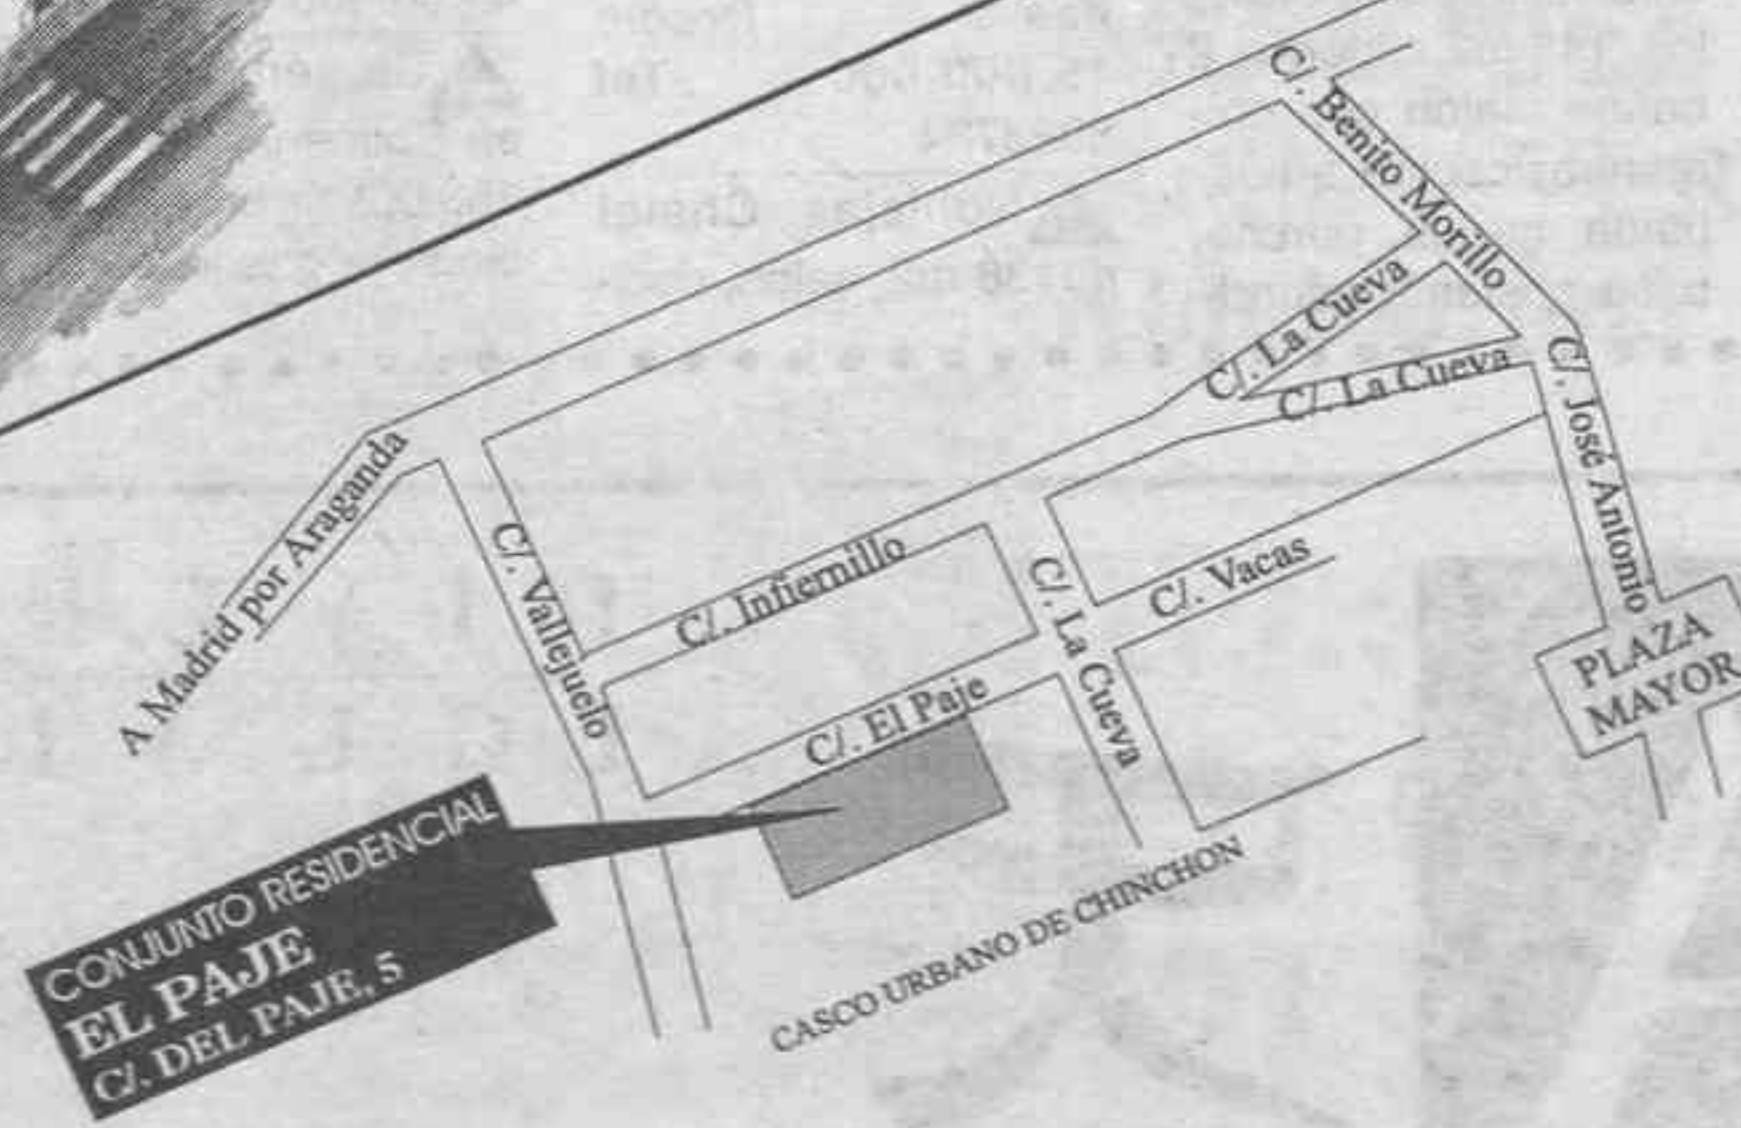 C/. Benito Morillo
C/. La Cueva
C/. La Cueva
C/. José Antonio
A Madrid por Araganda
C/. Vallejuelo
C/. Infiernillo
C/. La Cueva
C/. Vacas
C/. El Paje
PLAZA
MAYOR
CONJUNTO RESIDENCIAL
EL PAJE
C/. DEL PAJE, 5
CASCO URBANO DE CHINCHON